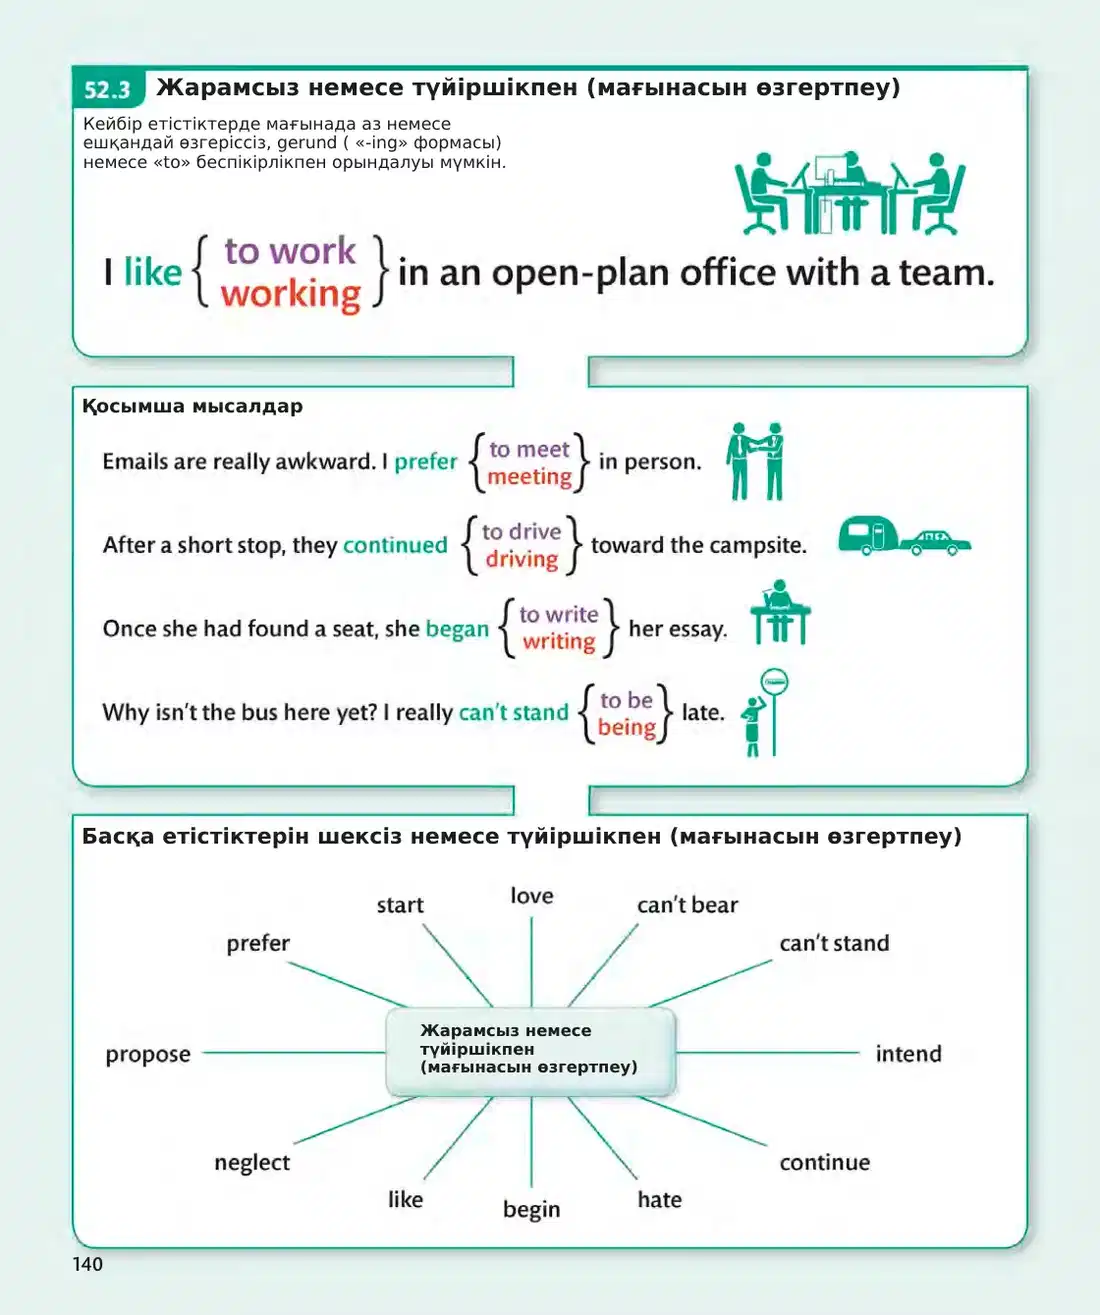 52.3 Жарамсыз немесе түйіршікпен (мағынасын өзгертпеу)
Кейбір етістіктерде мағынада аз немесе
ешқандай өзгеріссіз, gerund ( «-ing» формасы)
немесе «to» беспікірлікпен орындалуы мүмкін.
to work
I like { } in an open-plan office with a team.
working
Қосымша мысалдар
to meet
Emails are really awkward. I prefer { } in person.
meeting
to drive
After a short stop, they continued { } toward the campsite.
driving
to write
Once she had found a seat, she began { } her essay.
writing
to be
Why isn't the bus here yet? I really can't stand { } late.
being
Басқа етістіктерін шексіз немесе түйіршікпен (мағынасын өзгертпеу)
love
start
can't bear
prefer
can't stand
Жарамсыз немесе
түйіршікпен
(мағынасын өзгертпеу)
propose
intend
neglect
continue
like
hate
begin
140